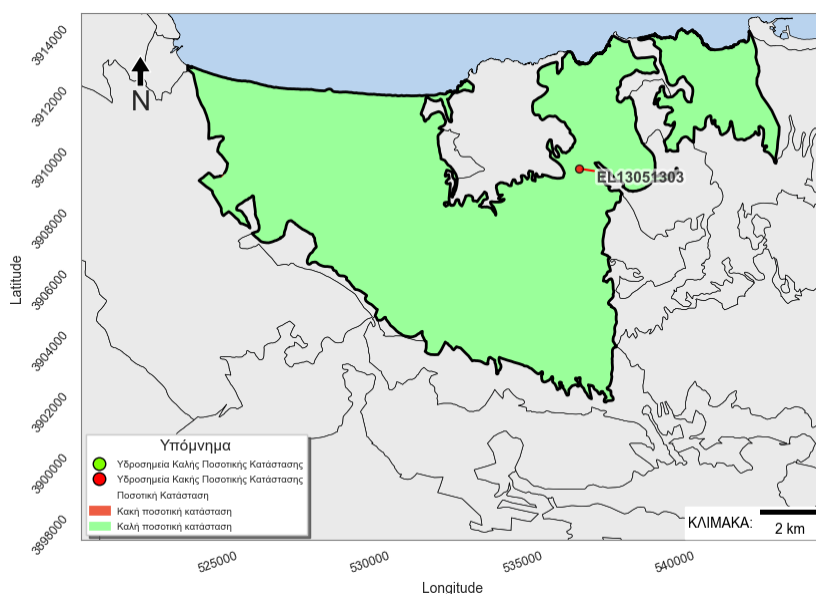 3914000
3912000
3910000
3908000
3906000
3904000
3902000
3900000
3898000
Latitude
N
EL13051303
Υπόμνημα
Υδροσημεία Καλής Ποσοτικής Κατάστασης
Υδροσημεία Κακής Ποσοτικής Κατάστασης
Ποσοτική Κατάσταση
Κακή ποσοτική κατάσταση
Καλή ποσοτική κατάσταση
ΚΛΙΜΑΚΑ:
2 km
525000
530000
535000
540000
Longitude